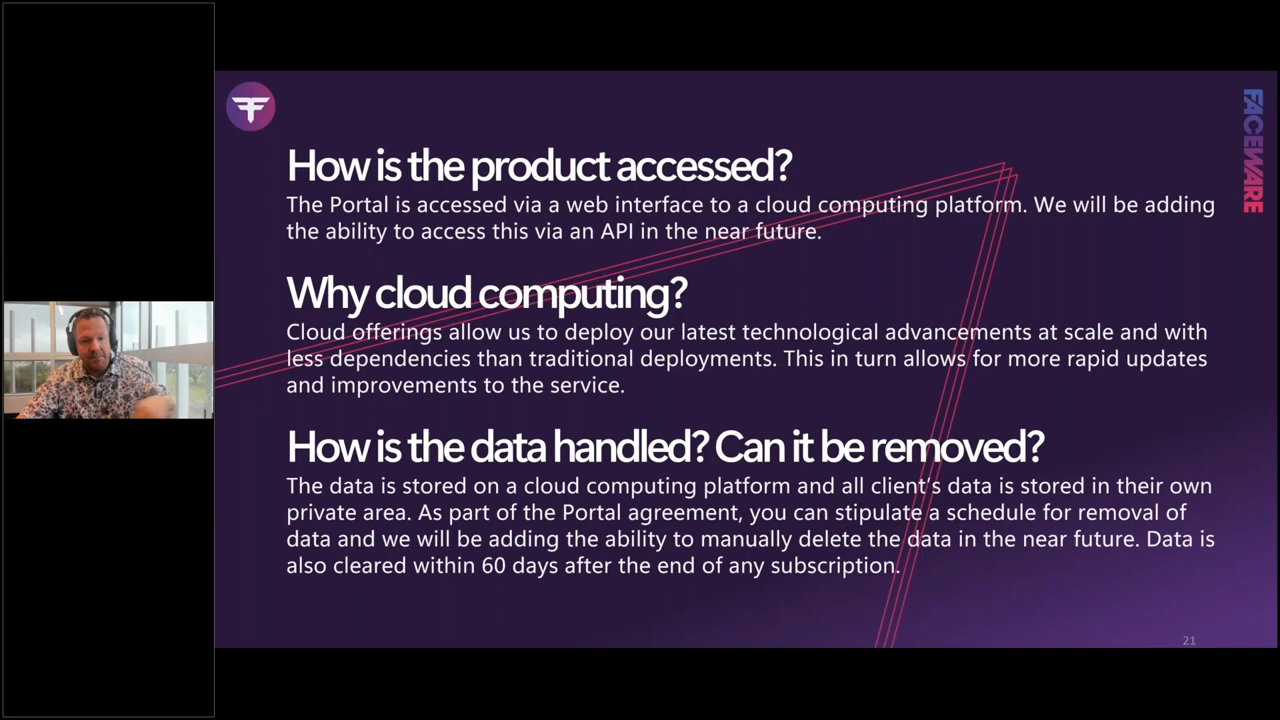 How is the product accessed?
The Portal is accessed via a web interface to a cloud computing platform. We will be adding
the ability to access this via an API in the near future.
Why cloud computing?
Cloud offerings allow us to deploy our latest technological advancements at scale and with
less dependencies than traditional deployments. This in turn allows for more rapid updates
and improvements to the service.
How is the data handled? Can it be removed?
The data is stored on a cloud computing platform and all client's data is stored in their own
private area. As part of the Portal agreement, you can stipulate a schedule for removal of
data and we will be adding the ability to manually delete the data in the near future. Data is
also cleared within 60 days after the end of any subscription.
FACEWARE
21